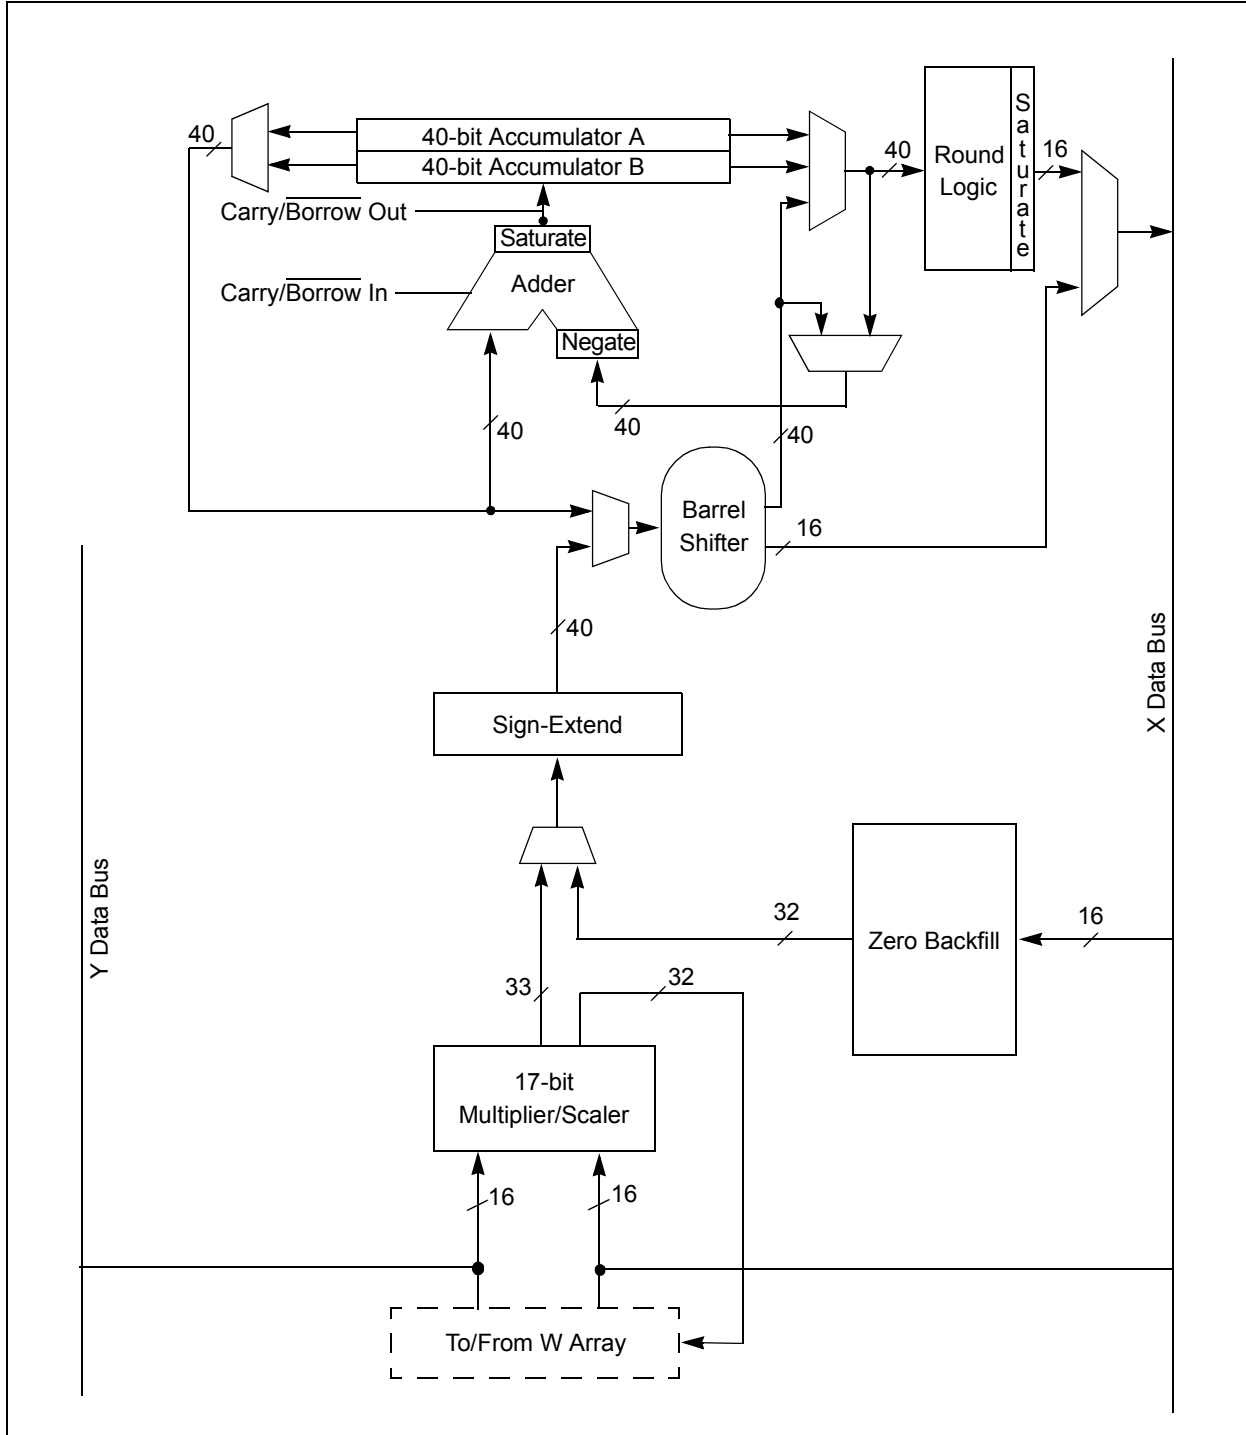 40
40-bit Accumulator A
40-bit Accumulator B
Carry/Borrow Out
Saturate
Carry/Borrow In
Adder
Negate
40
Round
Logic
Saturate
16
40
40
40
Barrel
Shifter
16
40
Sign-Extend
X Data Bus
Y Data Bus
32
Zero Backfill
16
33
32
17-bit
Multiplier/Scaler
16
16
To/From W Array